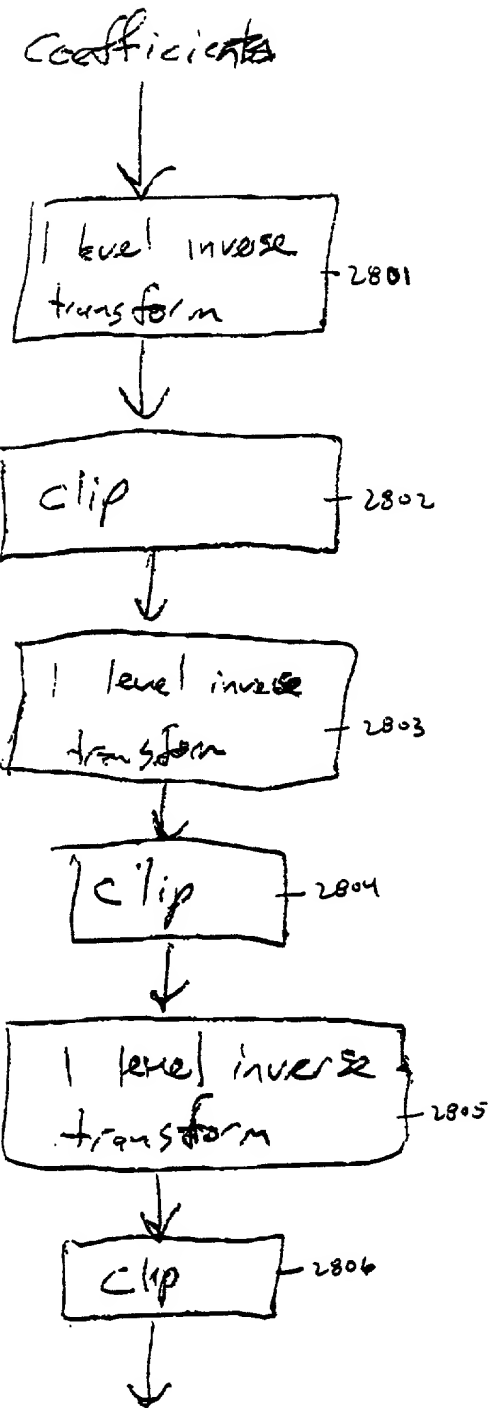 Coefficients
1 level inverse
transform
2801
Clip
2802
1 level inverse
transform
2803
Clip
2804
1 level inverse
transform
2805
Clip
2806